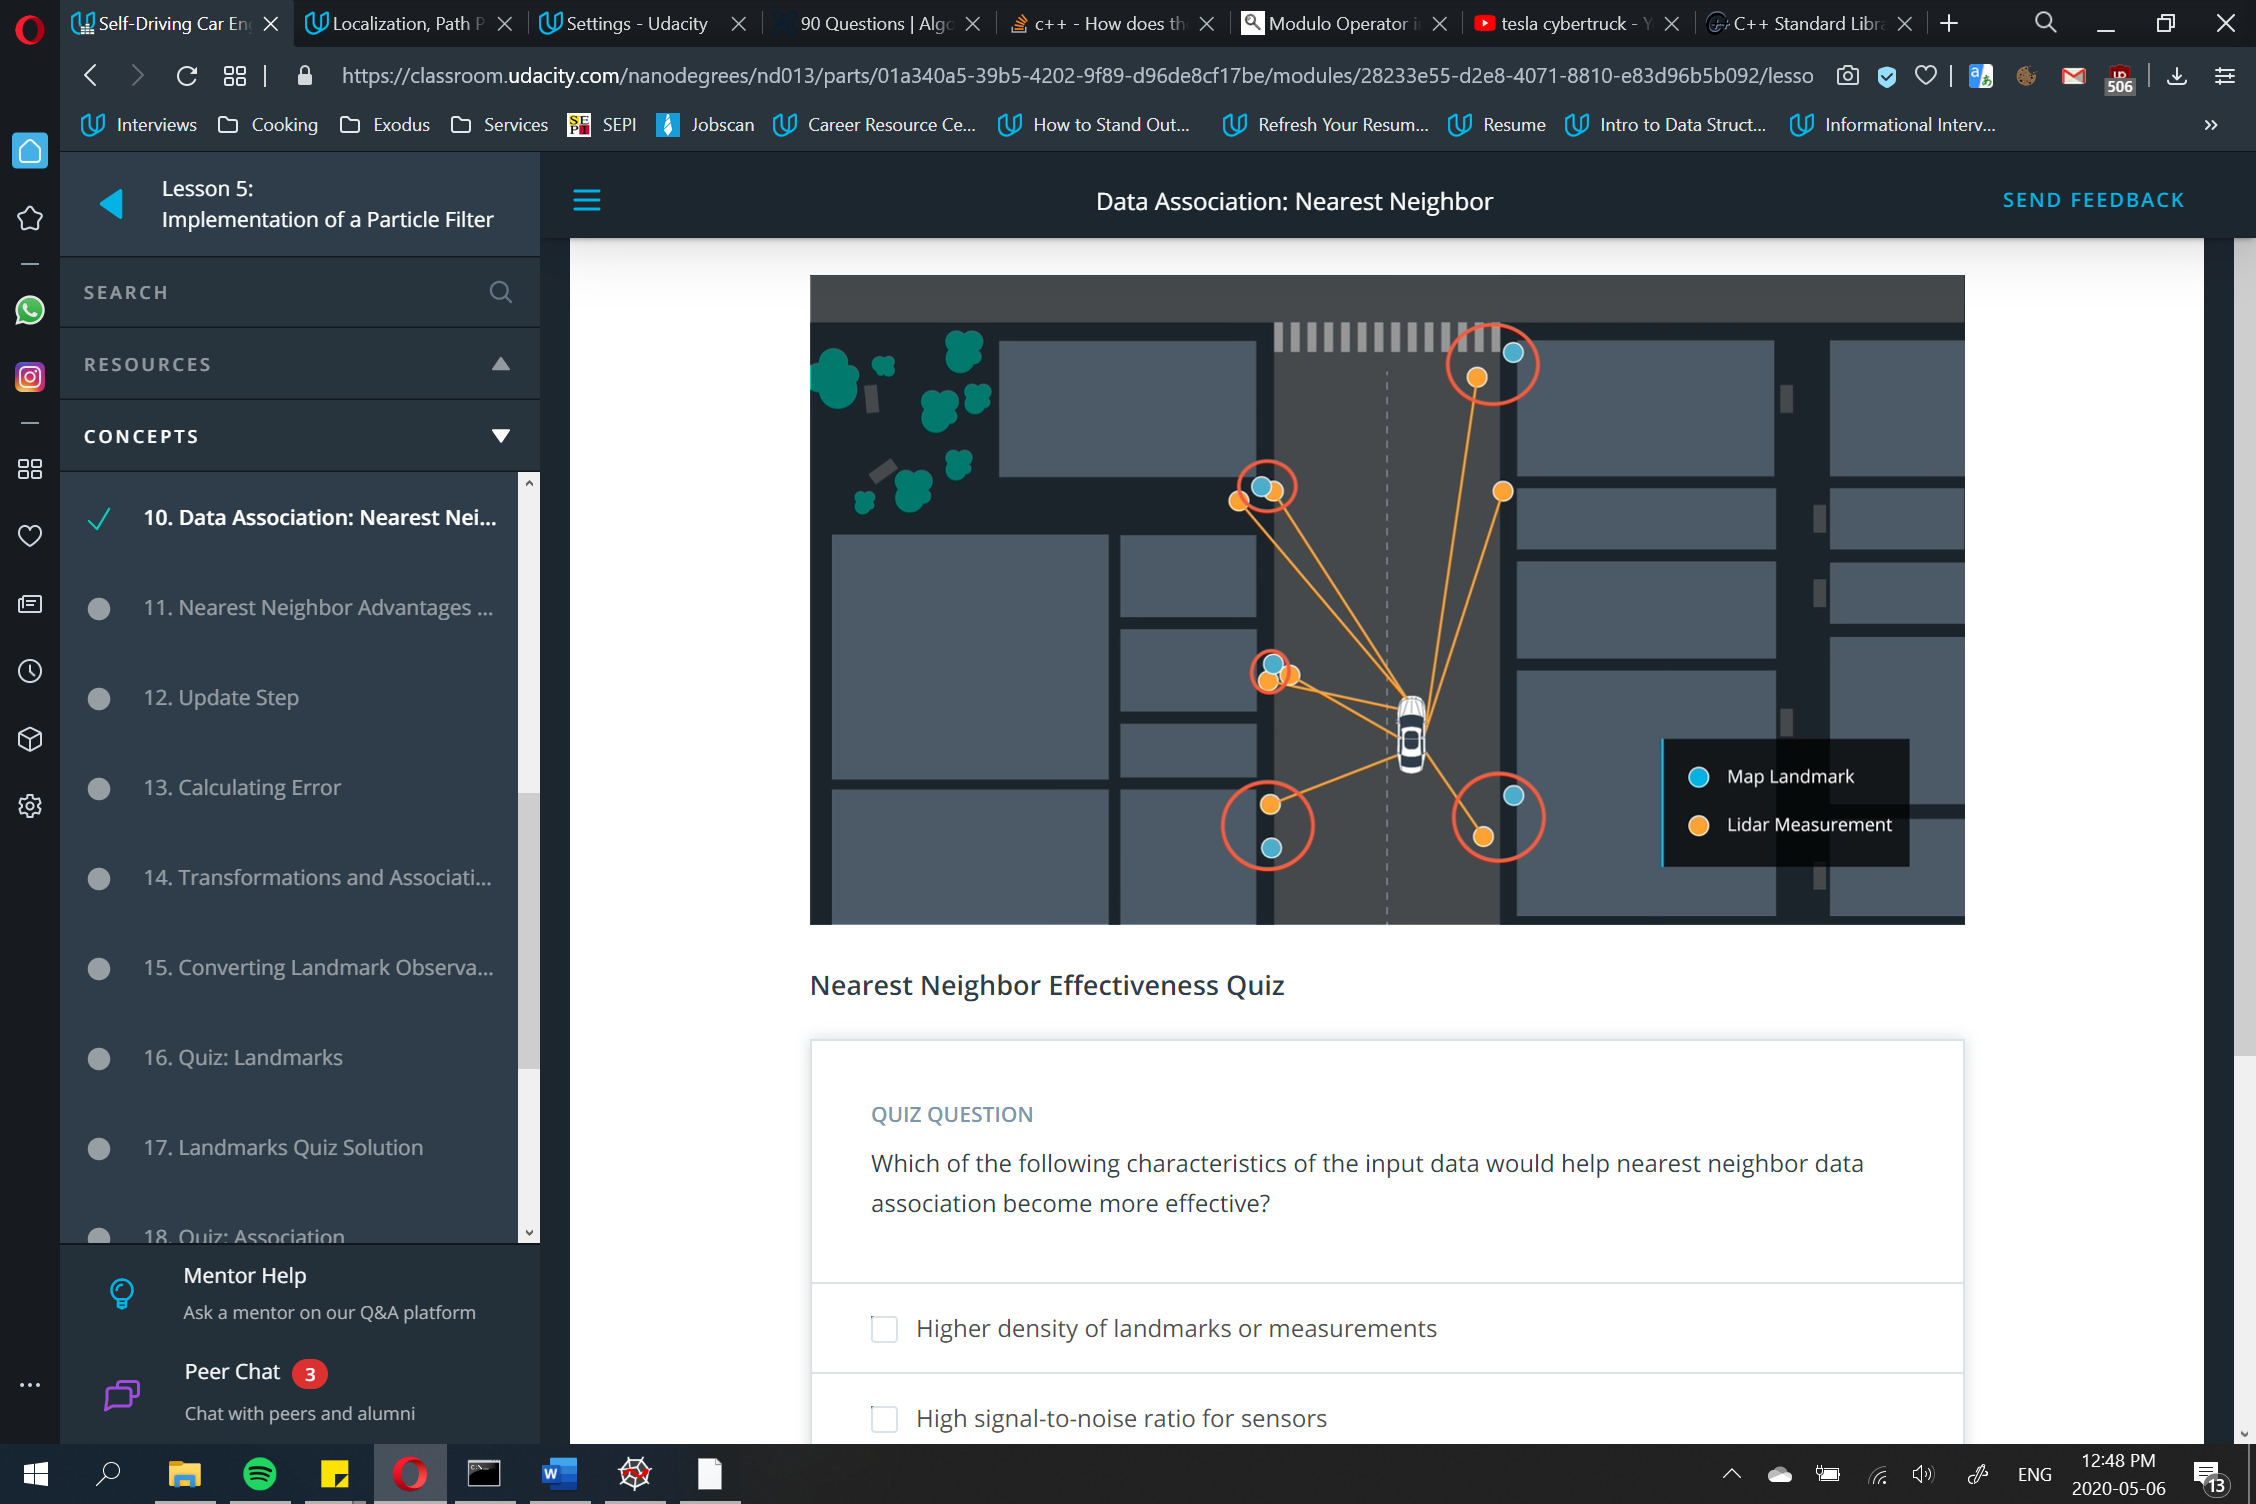 Self-Driving Car En
Localization, Path P
Settings - Udacity
90 Questions | Algo
c++ - How does th
Modulo Operator i
tesla cybertruck - Y
C++ Standard Libra
https://classroom.udacity.com/nanodegrees/nd013/parts/01a340a5-39b5-4202-9f89-d96de8cf17be/modules/28233e55-d2e8-4071-8810-e83d96b5b092/lesso
506
Interviews
Cooking
Exodus
Services
SEPI
Jobscan
Career Resource Ce...
How to Stand Out...
Refresh Your Resum...
Resume
Intro to Data Struct...
Informational Interv...
Lesson 5:
Implementation of a Particle Filter
Data Association: Nearest Neighbor
SEND FEEDBACK
SEARCH
RESOURCES
CONCEPTS
10. Data Association: Nearest Nei...
11. Nearest Neighbor Advantages ...
12. Update Step
13. Calculating Error
14. Transformations and Associati...
15. Converting Landmark Observa...
16. Quiz: Landmarks
17. Landmarks Quiz Solution
18. Quiz: Association
Mentor Help
Ask a mentor on our Q&A platform
Peer Chat 3
Chat with peers and alumni
Map Landmark
Lidar Measurement
Nearest Neighbor Effectiveness Quiz
QUIZ QUESTION
Which of the following characteristics of the input data would help nearest neighbor data
association become more effective?
Higher density of landmarks or measurements
High signal-to-noise ratio for sensors
ENG
12:48 PM
2020-05-06
13